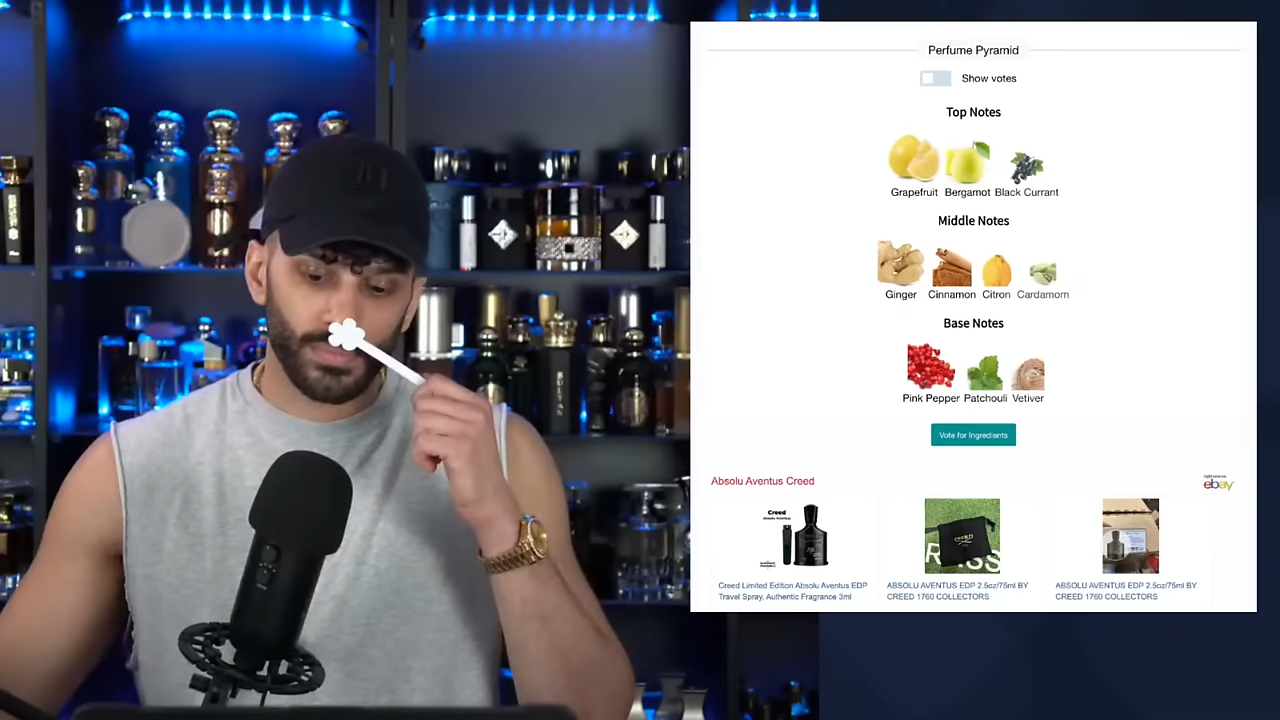 Perfume Pyramid
Show votes
Top Notes
Grapefruit Bergamot Black Currant
Middle Notes
Ginger Cinnamon Citron Cardamom
Base Notes
Pink Pepper Patchouli Vetiver
Vote for Ingredients
Absolu Aventus Creed
ebay
Creed
CREED
Creed Limited Edition Absolu Aventus EDP
Travel Spray, Authentic Fragrance 3ml
ABSOLU AVENTUS EDP 2.5oz/75ml BY
CREED 1760 COLLECTORS
ABSOLU AVENTUS EDP 2.5oz/75ml BY
CREED 1760 COLLECTORS